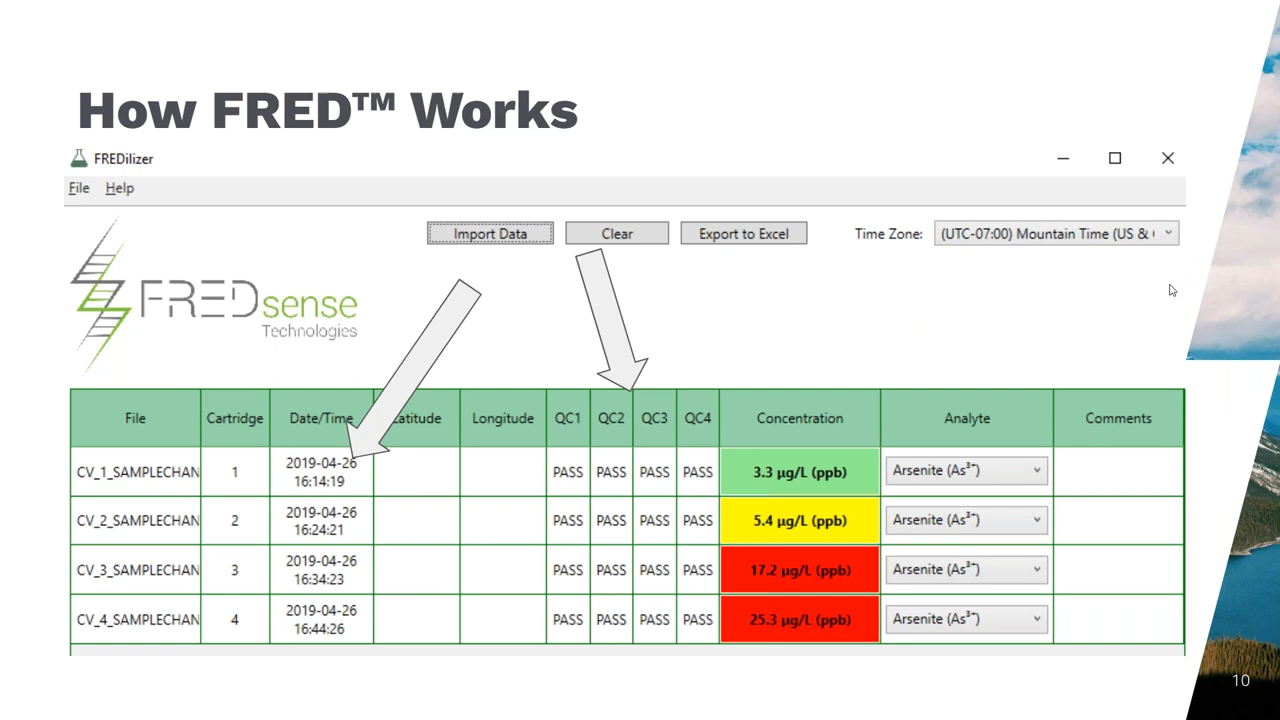 How FRED™ Works
FREDilizer
File Help
Import Data Clear Export to Excel Time Zone: (UTC-07:00) Mountain Time (US &
FREDsense
Technologies
File Cartridge Date/Time Latitude Longitude QC1 QC2 QC3 QC4 Concentration Analyte Comments
CV_1_SAMPLECHAN 1 2019-04-26 16:14:19 PASS PASS PASS PASS 3.3 µg/L (ppb) Arsenite (As³⁺)
CV_2_SAMPLECHAN 2 2019-04-26 16:24:21 PASS PASS PASS PASS 5.4 µg/L (ppb) Arsenite (As³⁺)
CV_3_SAMPLECHAN 3 2019-04-26 16:34:23 PASS PASS PASS PASS 17.2 µg/L (ppb) Arsenite (As³⁺)
CV_4_SAMPLECHAN 4 2019-04-26 16:44:26 PASS PASS PASS PASS 25.3 µg/L (ppb) Arsenite (As³⁺)
10